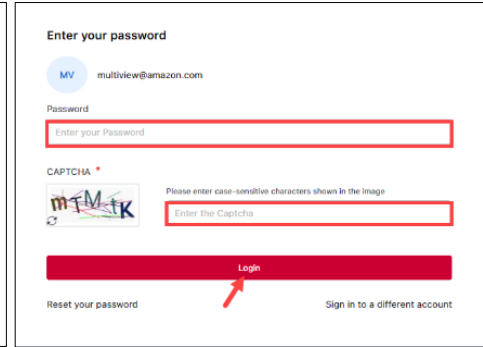 Enter your password
MV
multiview@amazon.com
Password
Enter your Password
CAPTCHA *
Please enter case-sensitive characters shown in the image
mTMtK
Enter the Captcha
Login
Reset your password
Sign in to a different account